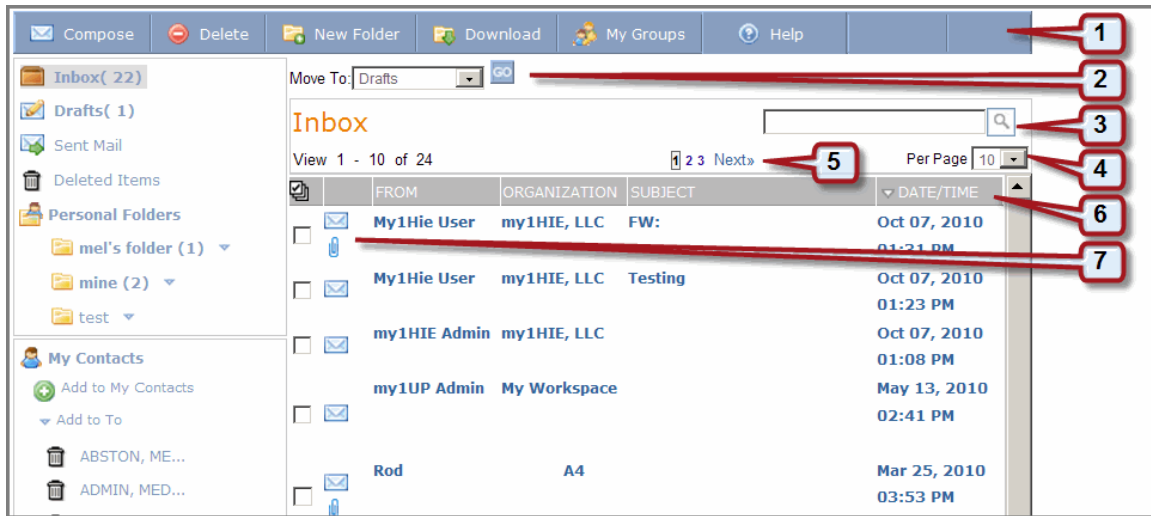 Compose Delete New Folder Download My Groups Help 1
Inbox( 22)
Drafts( 1)
Sent Mail
Deleted Items
Personal Folders
mel's folder (1)
mine (2)
test
My Contacts
Add to My Contacts
Add to To
ABSTON, ME...
ADMIN, MED...
Move To: Drafts GO 2
Inbox 3
View 1 - 10 of 24 1 2 3 Next» 5 Per Page 10 4
FROM ORGANIZATION SUBJECT DATE/TIME 6
My1Hie User my1HIE, LLC FW: Oct 07, 2010
01:31 PM 7
My1Hie User my1HIE, LLC Testing Oct 07, 2010
01:23 PM
my1HIE Admin my1HIE, LLC Oct 07, 2010
01:08 PM
my1UP Admin My Workspace May 13, 2010
02:41 PM
Rod A4 Mar 25, 2010
03:53 PM